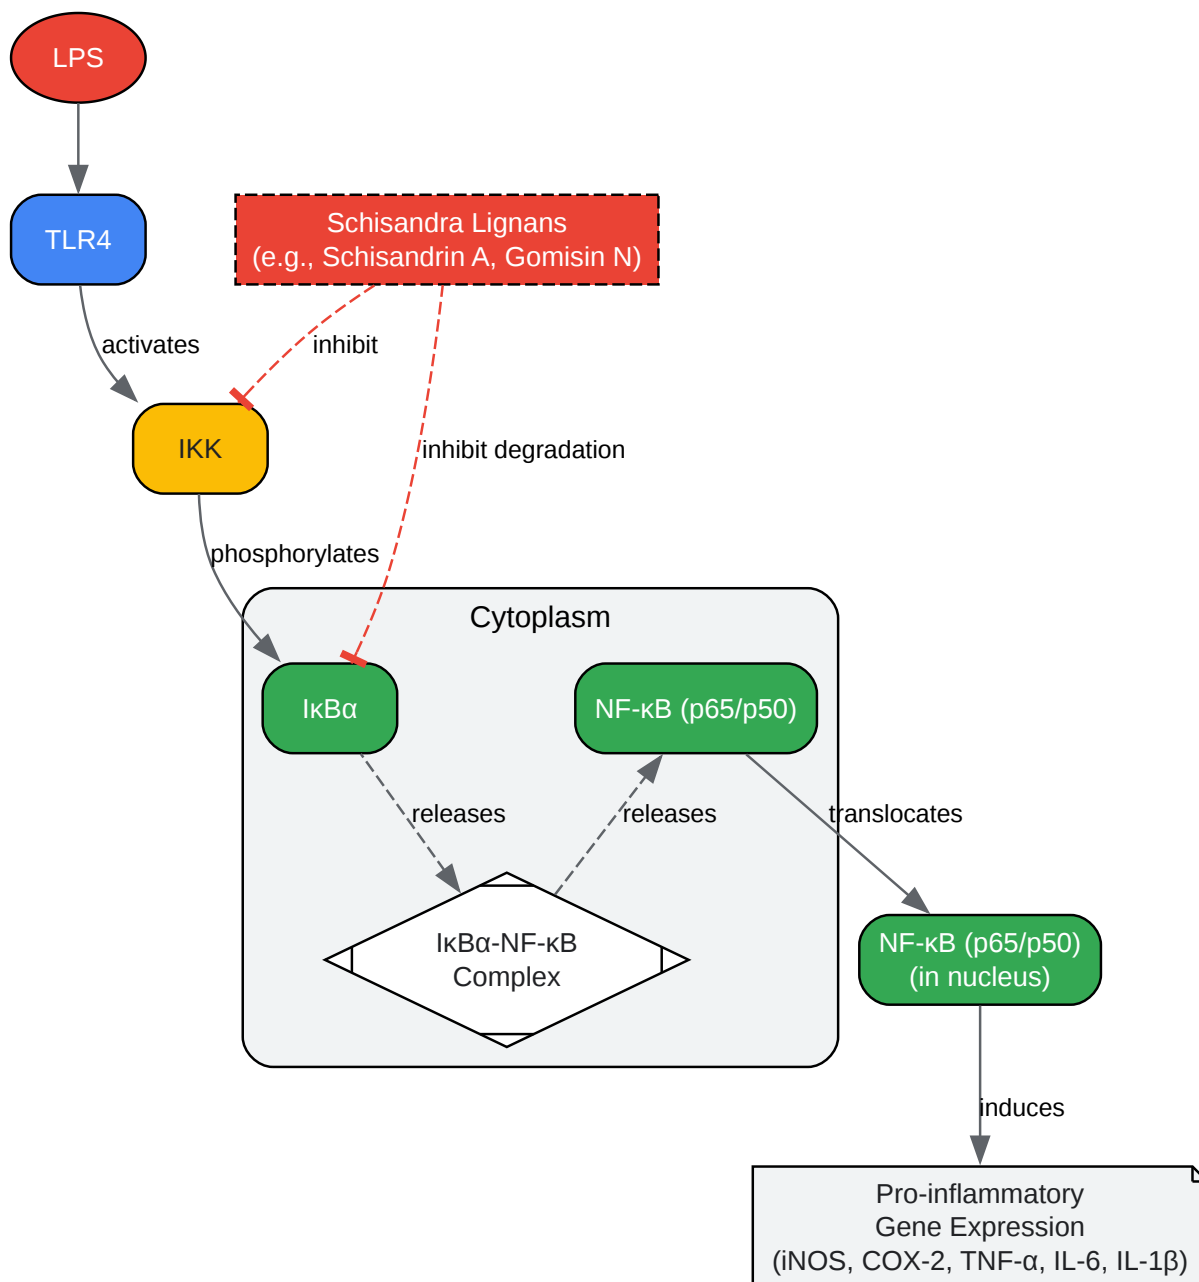 LPS
TLR4
Schisandra Lignans
(e.g., Schisandrin A, Gomisin N)
activates
inhibit
IKK
inhibit degradation
phosphorylates
Cytoplasm
IκBα
NF-κB (p65/p50)
releases
releases
translocates
IκBα-NF-κB
Complex
NF-κB (p65/p50)
(in nucleus)
induces
Pro-inflammatory
Gene Expression
(iNOS, COX-2, TNF-α, IL-6, IL-1β)